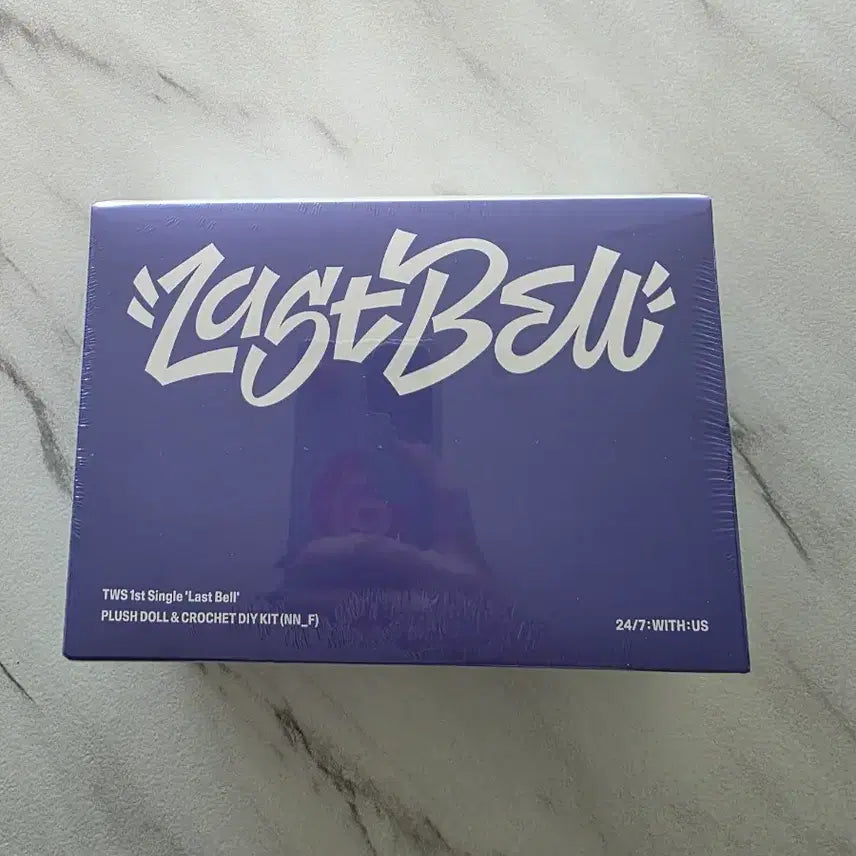 "Last Bell"
TWS 1st Single 'Last Bell'
PLUSH DOLL & CROCHET DIY KIT (NN_F)
24/7:WITH:US